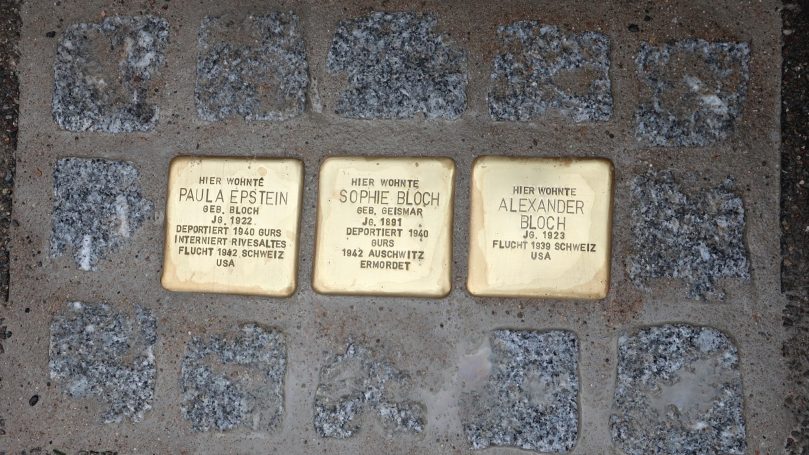 HIER WOHNTE
PAULA EPSTEIN
GEB. BLOCH
JG. 1922
DEPORTIERT 1940 GURS
INTERNIERT RIVESALTES
FLUCHT 1942 SCHWEIZ
USA
HIER WOHNTE
SOPHIE BLOCH
GEB. GEISMAR
JG. 1891
DEPORTIERT 1940
GURS
1942 AUSCHWITZ
ERMORDET
HIER WOHNTE
ALEXANDER
BLOCH
JG. 1923
FLUCHT 1939 SCHWEIZ
USA